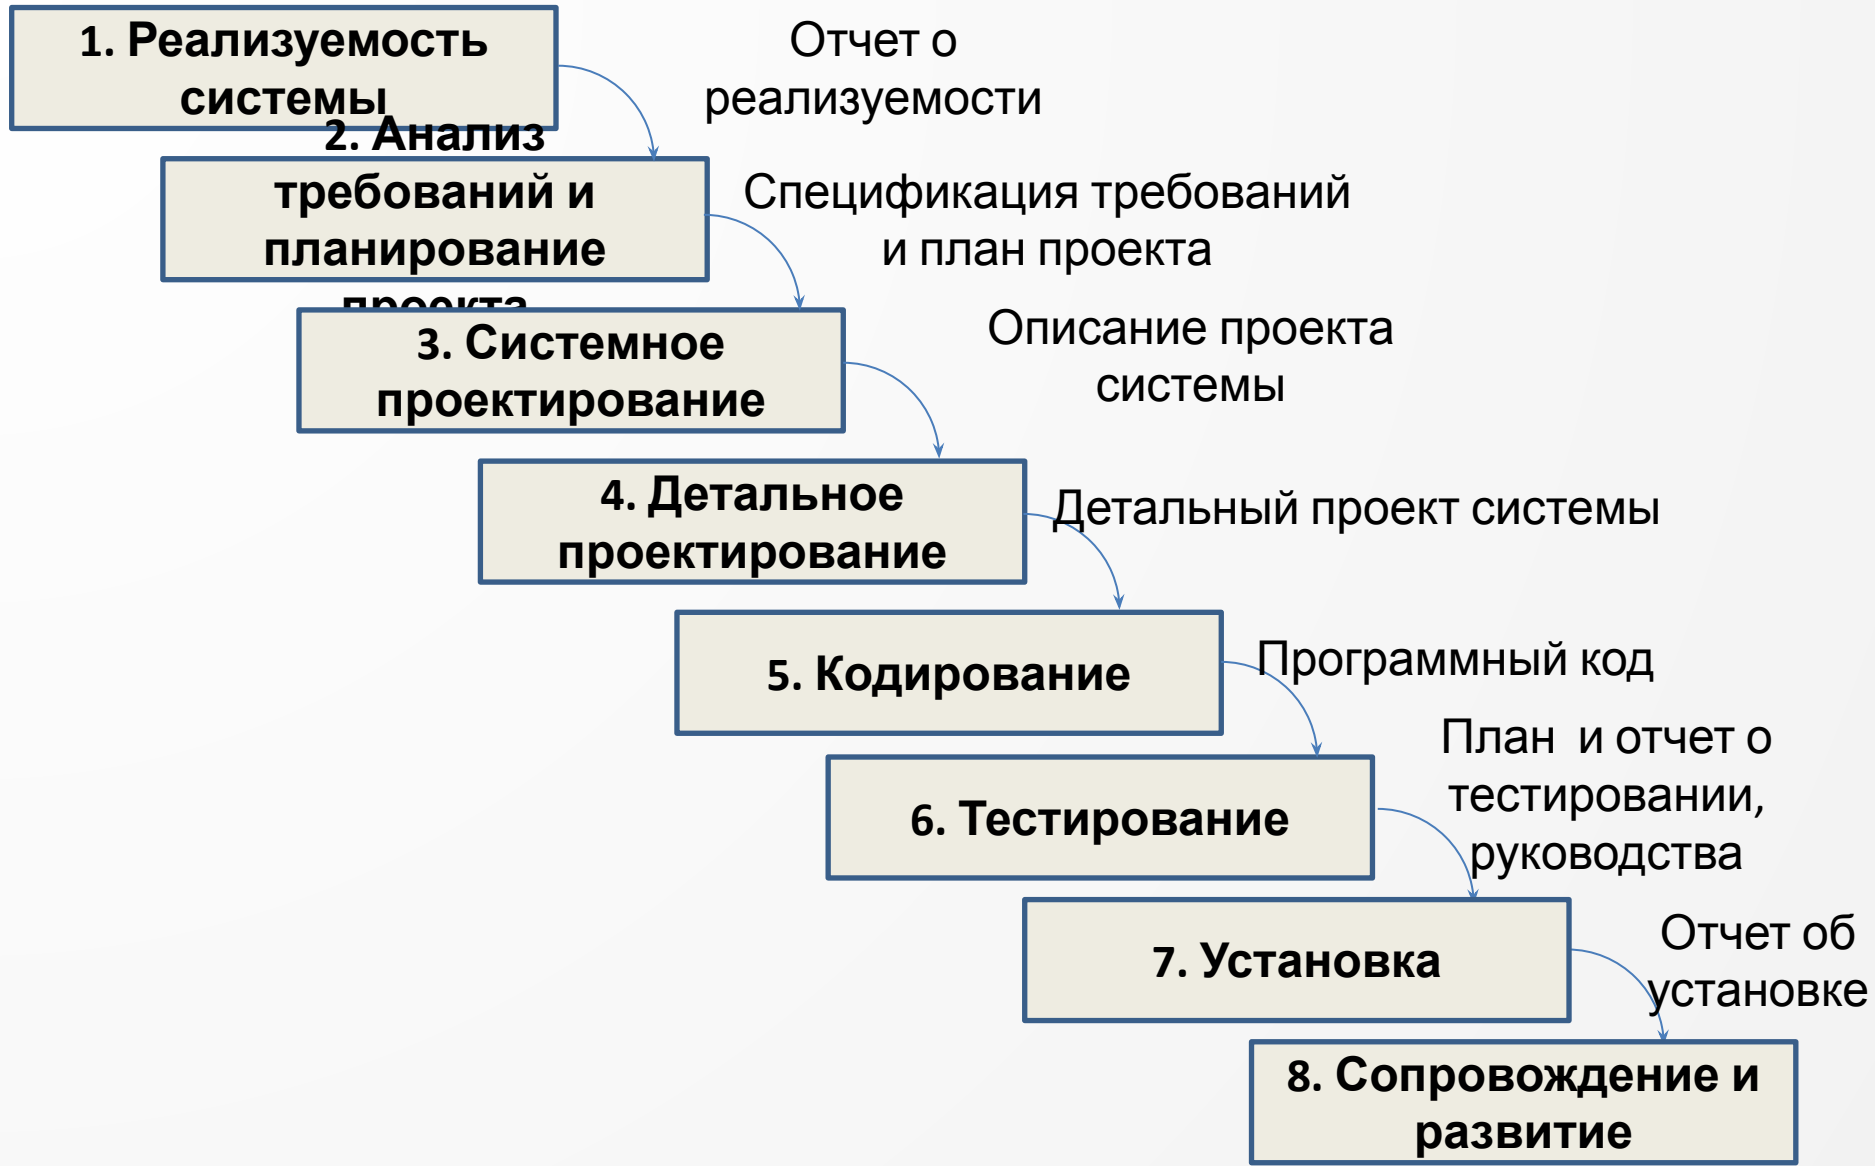 1. Реализуемость
системы
Отчет о
реализуемости
2. Анализ
требований и
планирование
проекта
Спецификация требований
и план проекта
3. Системное
проектирование
Описание проекта
системы
4. Детальное
проектирование
Детальный проект системы
5. Кодирование
Программный код
6. Тестирование
План  и отчет о
тестировании,
руководства
7. Установка
Отчет об
установке
8. Сопровождение и
развитие